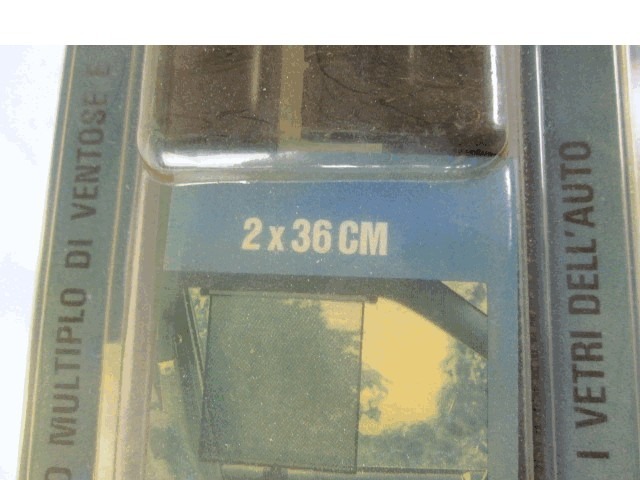 MULTIPLO DI VENTOSE E
2 x 36 CM
I VETRI DELL'AUTO